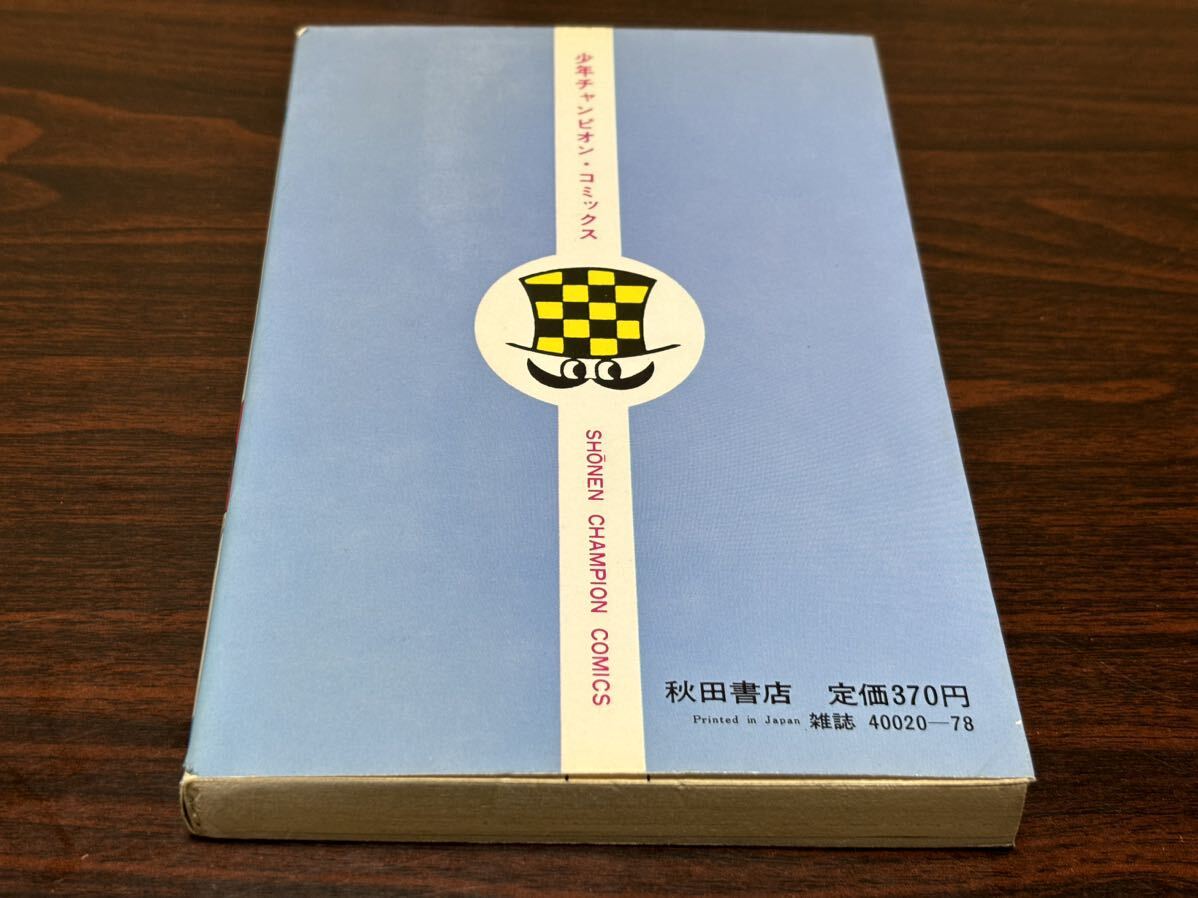 少年チャンピオン・コミックス
SHŌNEN CHAMPION COMICS
秋田書店 定価370円
Printed in Japan 雑誌 40020—78